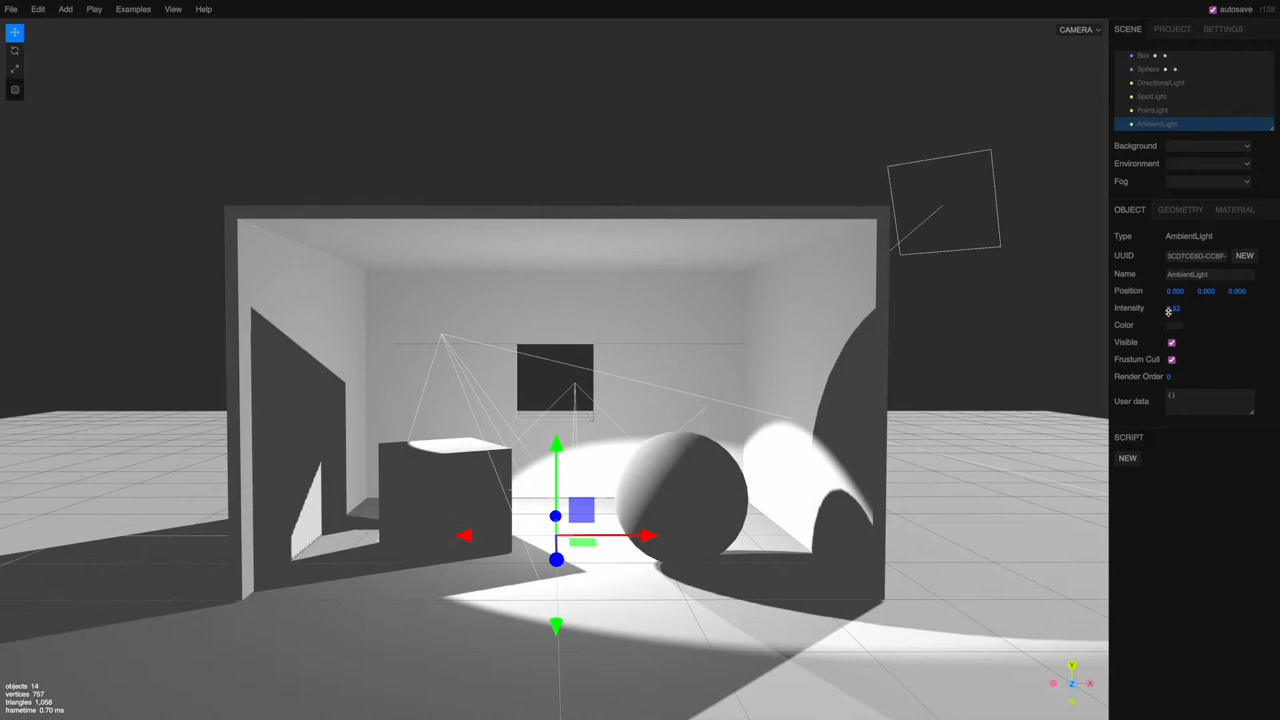 File Edit Add Play Examples View Help autosave r138
CAMERA
SCENE PROJECT SETTINGS
Box
Sphere
DirectionalLight
SpotLight
PointLight
AmbientLight
Background
Environment
Fog
OBJECT GEOMETRY MATERIAL
Type AmbientLight
UUID 3CD7CE6D-CCBF- NEW
Name AmbientLight
Position 0.000 0.000 0.000
Intensity
Color
Visible
Frustum Cull
Render Order 0
User data {}
SCRIPT
NEW
objects 14
vertices 757
triangles 1,058
frametime 0.70 ms
Y
Z X